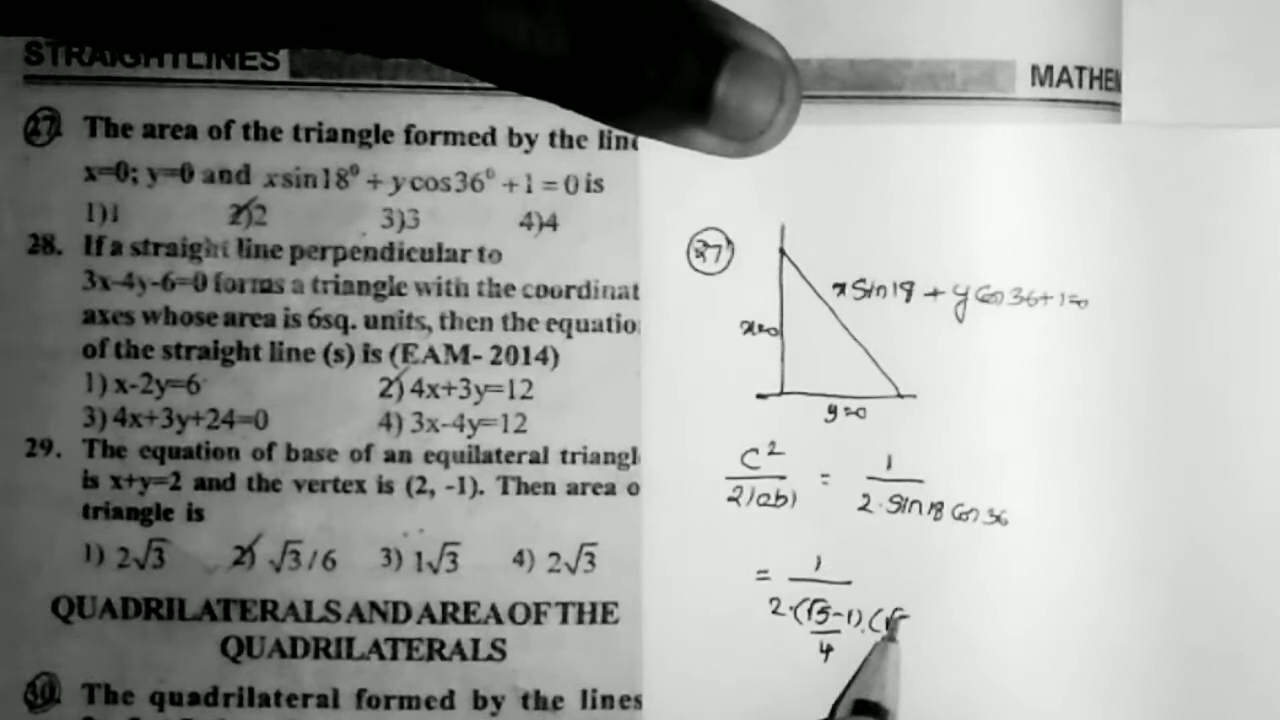 STRAIGHTLINES
MATHE
27. The area of the triangle formed by the line
x=0; y=0 and x sin18° + y cos36° + 1 = 0 is
1)1 2)2 3)3 4)4
28. If a straight line perpendicular to
3x-4y-6=0 forms a triangle with the coordinat
axes whose area is 6sq. units, then the equatio
of the straight line (s) is (EAM- 2014)
1) x-2y=6 2) 4x+3y=12
3) 4x+3y+24=0 4) 3x-4y=12
29. The equation of base of an equilateral triangl
is x+y=2 and the vertex is (2, -1). Then area o
triangle is
1) 2√3 2) √3/6 3) 1√3 4) 2√3
QUADRILATERALS AND AREA OF THE
QUADRILATERALS
30. The quadrilateral formed by the lines
27
x Sin18 + y Cos36+1=0
x=0
y=0
C²/2|ab| = 1/2·Sin18 Cos36
= 1/2·(√5-1)/4·(√